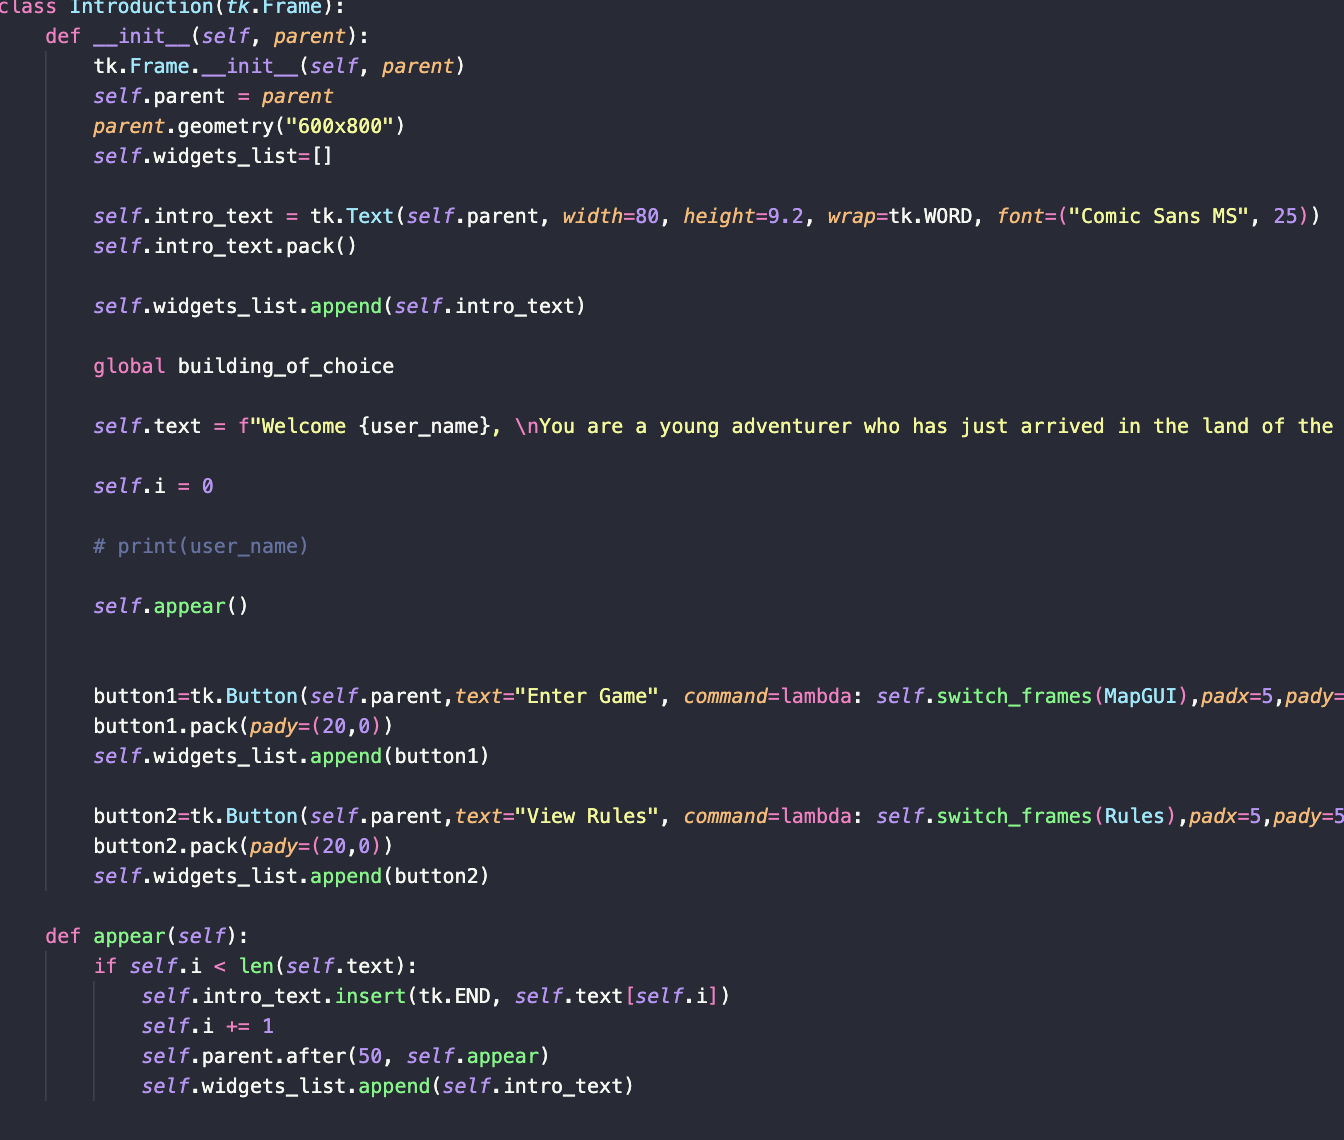 class Introduction(tk.Frame):
    def __init__(self, parent):
        tk.Frame.__init__(self, parent)
        self.parent = parent
        parent.geometry("600x800")
        self.widgets_list=[]
        self.intro_text = tk.Text(self.parent, width=80, height=9.2, wrap=tk.WORD, font=("Comic Sans MS", 25))
        self.intro_text.pack()
        self.widgets_list.append(self.intro_text)
        global building_of_choice
        self.text = f"Welcome {user_name}, \nYou are a young adventurer who has just arrived in the land of the
        self.i = 0
        # print(user_name)
        self.appear()
        button1=tk.Button(self.parent,text="Enter Game", command=lambda: self.switch_frames(MapGUI),padx=5,pady=
        button1.pack(pady=(20,0))
        self.widgets_list.append(button1)
        button2=tk.Button(self.parent,text="View Rules", command=lambda: self.switch_frames(Rules),padx=5,pady=5
        button2.pack(pady=(20,0))
        self.widgets_list.append(button2)
    def appear(self):
        if self.i < len(self.text):
            self.intro_text.insert(tk.END, self.text[self.i])
            self.i += 1
            self.parent.after(50, self.appear)
            self.widgets_list.append(self.intro_text)